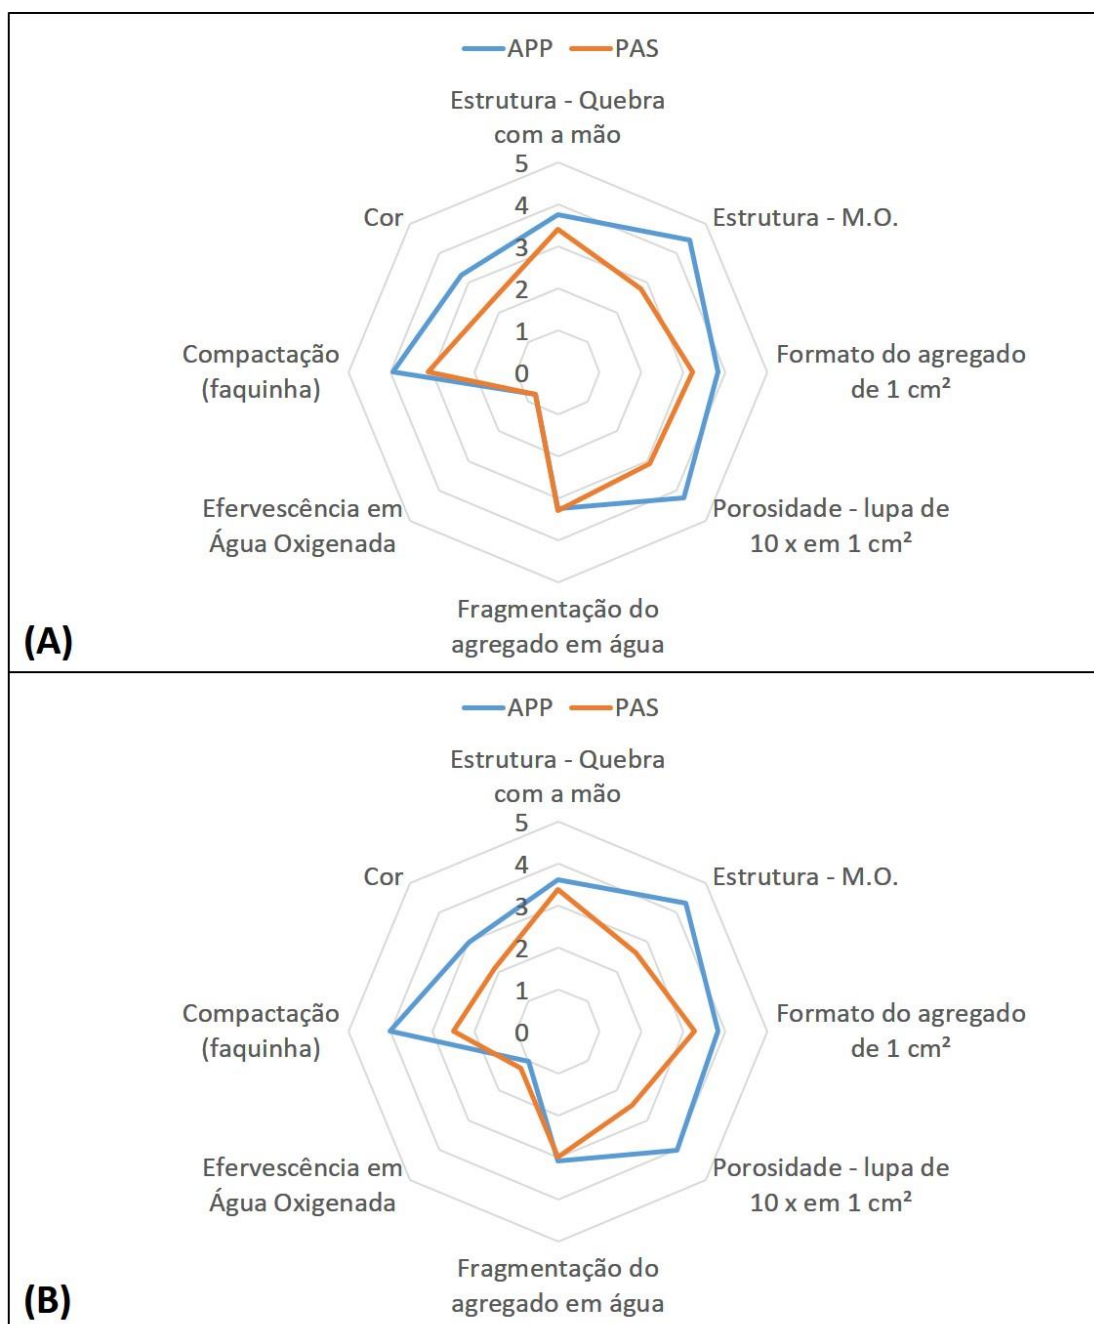 APP PAS
Estrutura - Quebra
com a mão
Cor
Estrutura - M.O.
5
4
3
2
1
0
Compactação
(faquinha)
Formato do agregado
de 1 cm²
Efervescência em
Água Oxigenada
Porosidade - lupa de
10 x em 1 cm²
Fragmentação do
agregado em água
(A)
APP PAS
Estrutura - Quebra
com a mão
Cor
Estrutura - M.O.
5
4
3
2
1
0
Compactação
(faquinha)
Formato do agregado
de 1 cm²
Efervescência em
Água Oxigenada
Porosidade - lupa de
10 x em 1 cm²
Fragmentação do
agregado em água
(B)